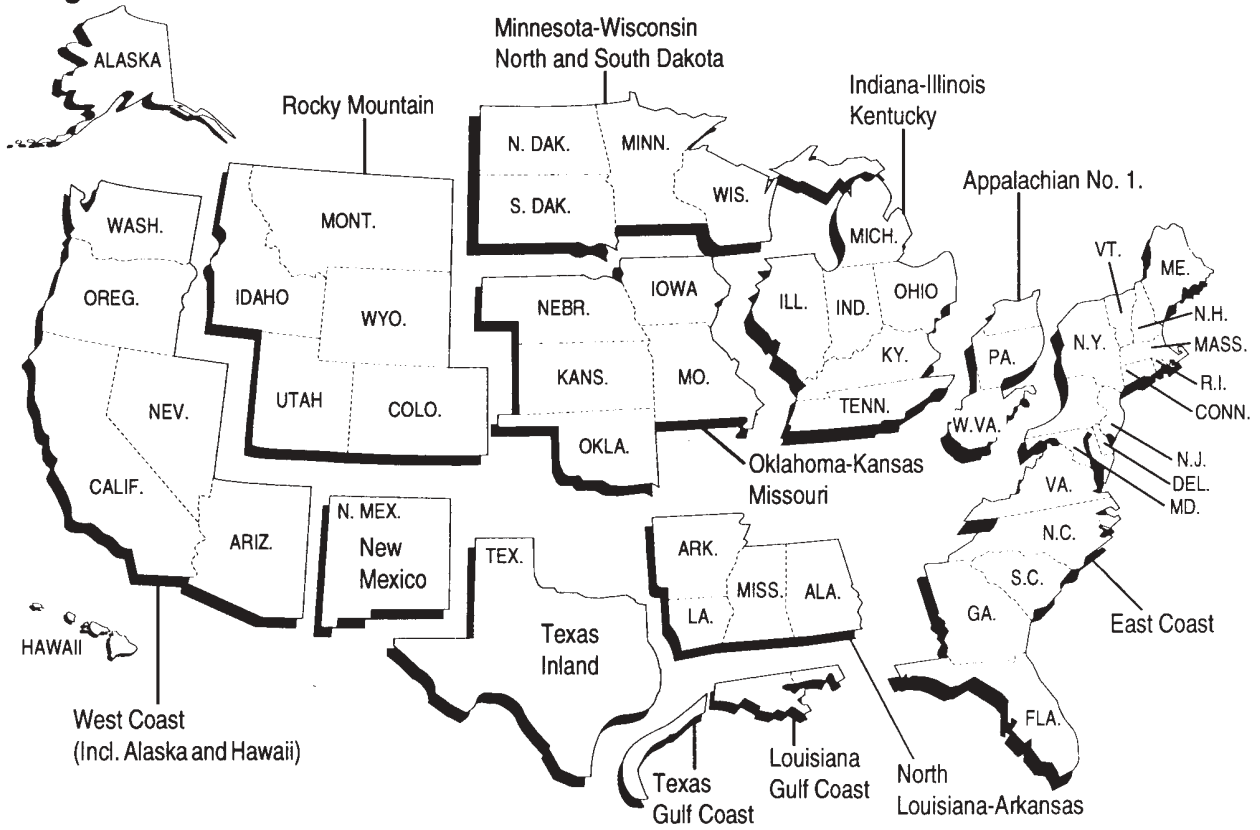 Minnesota-Wisconsin
North and South Dakota
ALASKA
Rocky Mountain
Indiana-Illinois
Kentucky
Appalachian No. 1.
N. DAK.
MINN.
S. DAK.
WIS.
WASH.
MONT.
MICH.
VT.
ME.
OREG.
IDAHO
WYO.
NEBR.
IOWA
ILL.
IND.
OHIO
N.H.
N.Y.
MASS.
PA.
KY.
R.I.
KANS.
MO.
CONN.
NEV.
UTAH
COLO.
TENN.
W.VA.
OKLA.
N.J.
DEL.
MD.
Oklahoma-Kansas
Missouri
VA.
CALIF.
ARIZ.
N. MEX.
New
Mexico
TEX.
ARK.
N.C.
MISS.
ALA.
S.C.
LA.
GA.
East Coast
HAWAII
Texas
Inland
FLA.
West Coast
(Incl. Alaska and Hawaii)
Texas
Gulf Coast
Louisiana
Gulf Coast
North
Louisiana-Arkansas